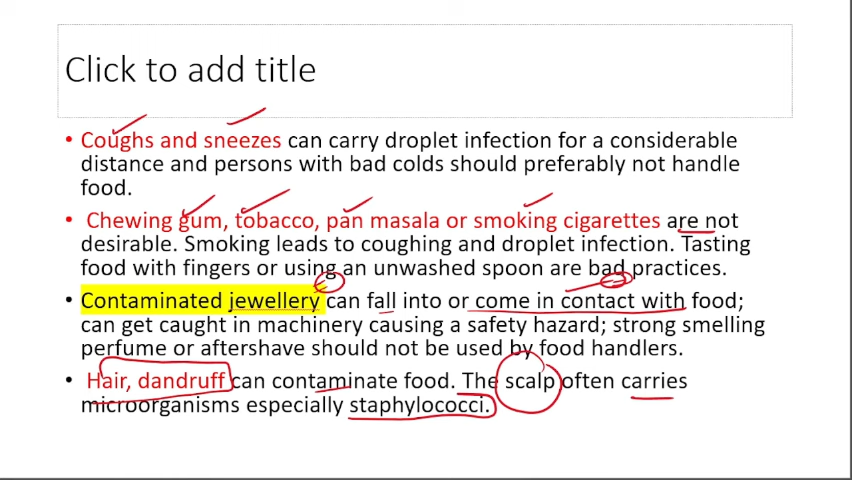 Click to add title
• Coughs and sneezes can carry droplet infection for a considerable
distance and persons with bad colds should preferably not handle
food.
• Chewing gum, tobacco, pan masala or smoking cigarettes are not
desirable. Smoking leads to coughing and droplet infection. Tasting
food with fingers or using an unwashed spoon are bad practices.
• Contaminated jewellery can fall into or come in contact with food;
can get caught in machinery causing a safety hazard; strong smelling
perfume or aftershave should not be used by food handlers.
• Hair, dandruff can contaminate food. The scalp often carries
microorganisms especially staphylococci.